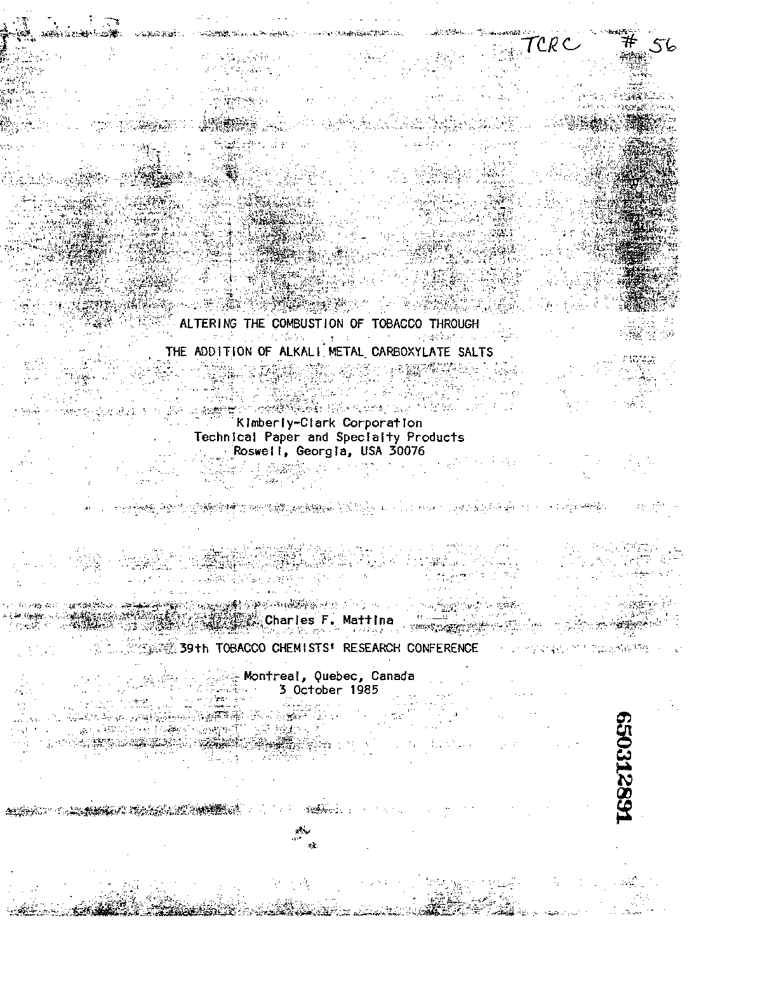 TCRC # 56
ALTERING THE COMBUSTION OF TOBACCO THROUGH
THE ADDITION OF ALKALI METAL CARBOXYLATE SALTS
Kimberly-Clark Corporation
Technical Paper and Specialty Products
Roswell, Georgia, USA 30076
Charles F. Mattina
39th TOBACCO CHEMISTS' RESEARCH CONFERENCE
Montreal, Quebec, Canada
3 October 1985
650312891